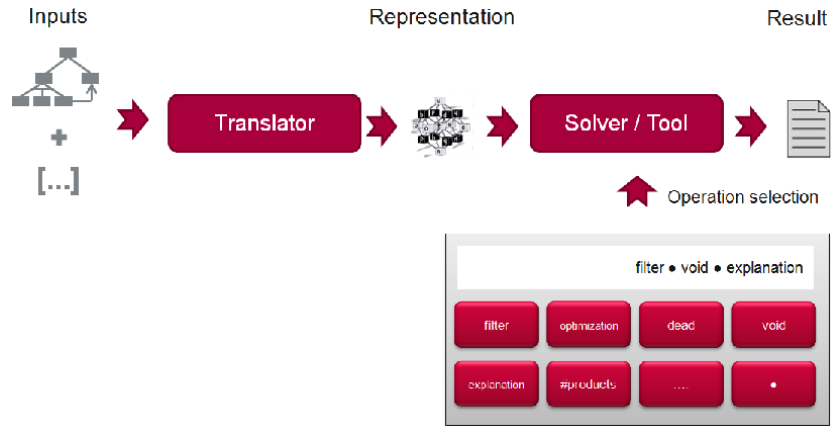 Inputs
Representation
Result
Translator
Solver / Tool
+
[...]
Operation selection
filter ● void ● explanation
filter
optimization
dead
void
explanation
#products
....
●